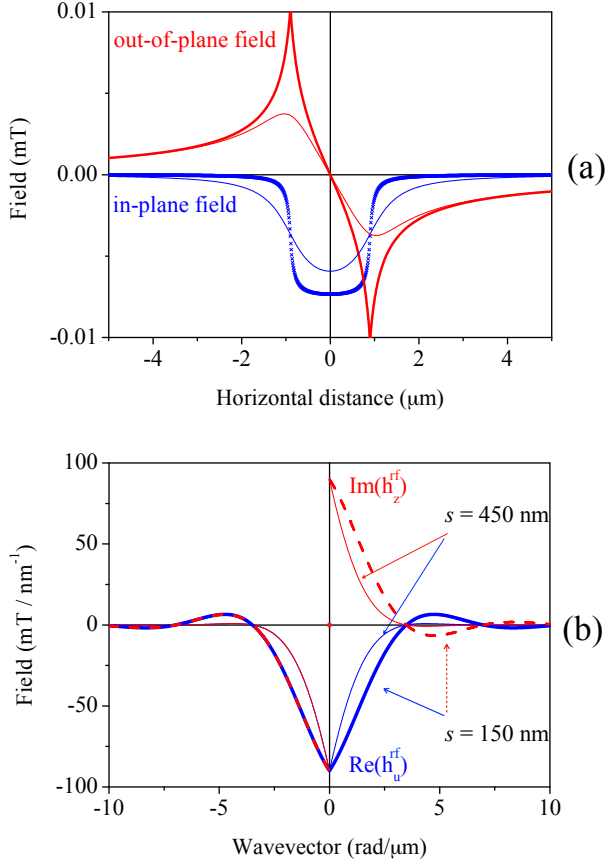 0.01
out-of-plane field
0.00
in-plane field
-0.01
Field (mT)
-4 -2 0 2 4
Horizontal distance (μm)
(a)
100
Im(h_z^rf)
s = 450 nm
50
0
-50
s = 150 nm
Re(h_u^rf)
-100
Field (mT / nm⁻¹)
-10 -5 0 5 10
Wavevector (rad/μm)
(b)